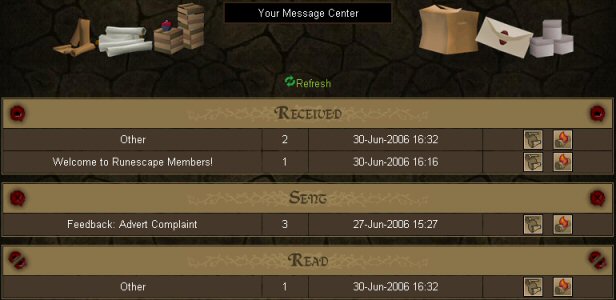 Your Message Center
Refresh
Received
Other 2 30-Jun-2006 16:32
Welcome to Runescape Members! 1 30-Jun-2006 16:16
Sent
Feedback: Advert Complaint 3 27-Jun-2006 15:27
Read
Other 1 30-Jun-2006 16:32